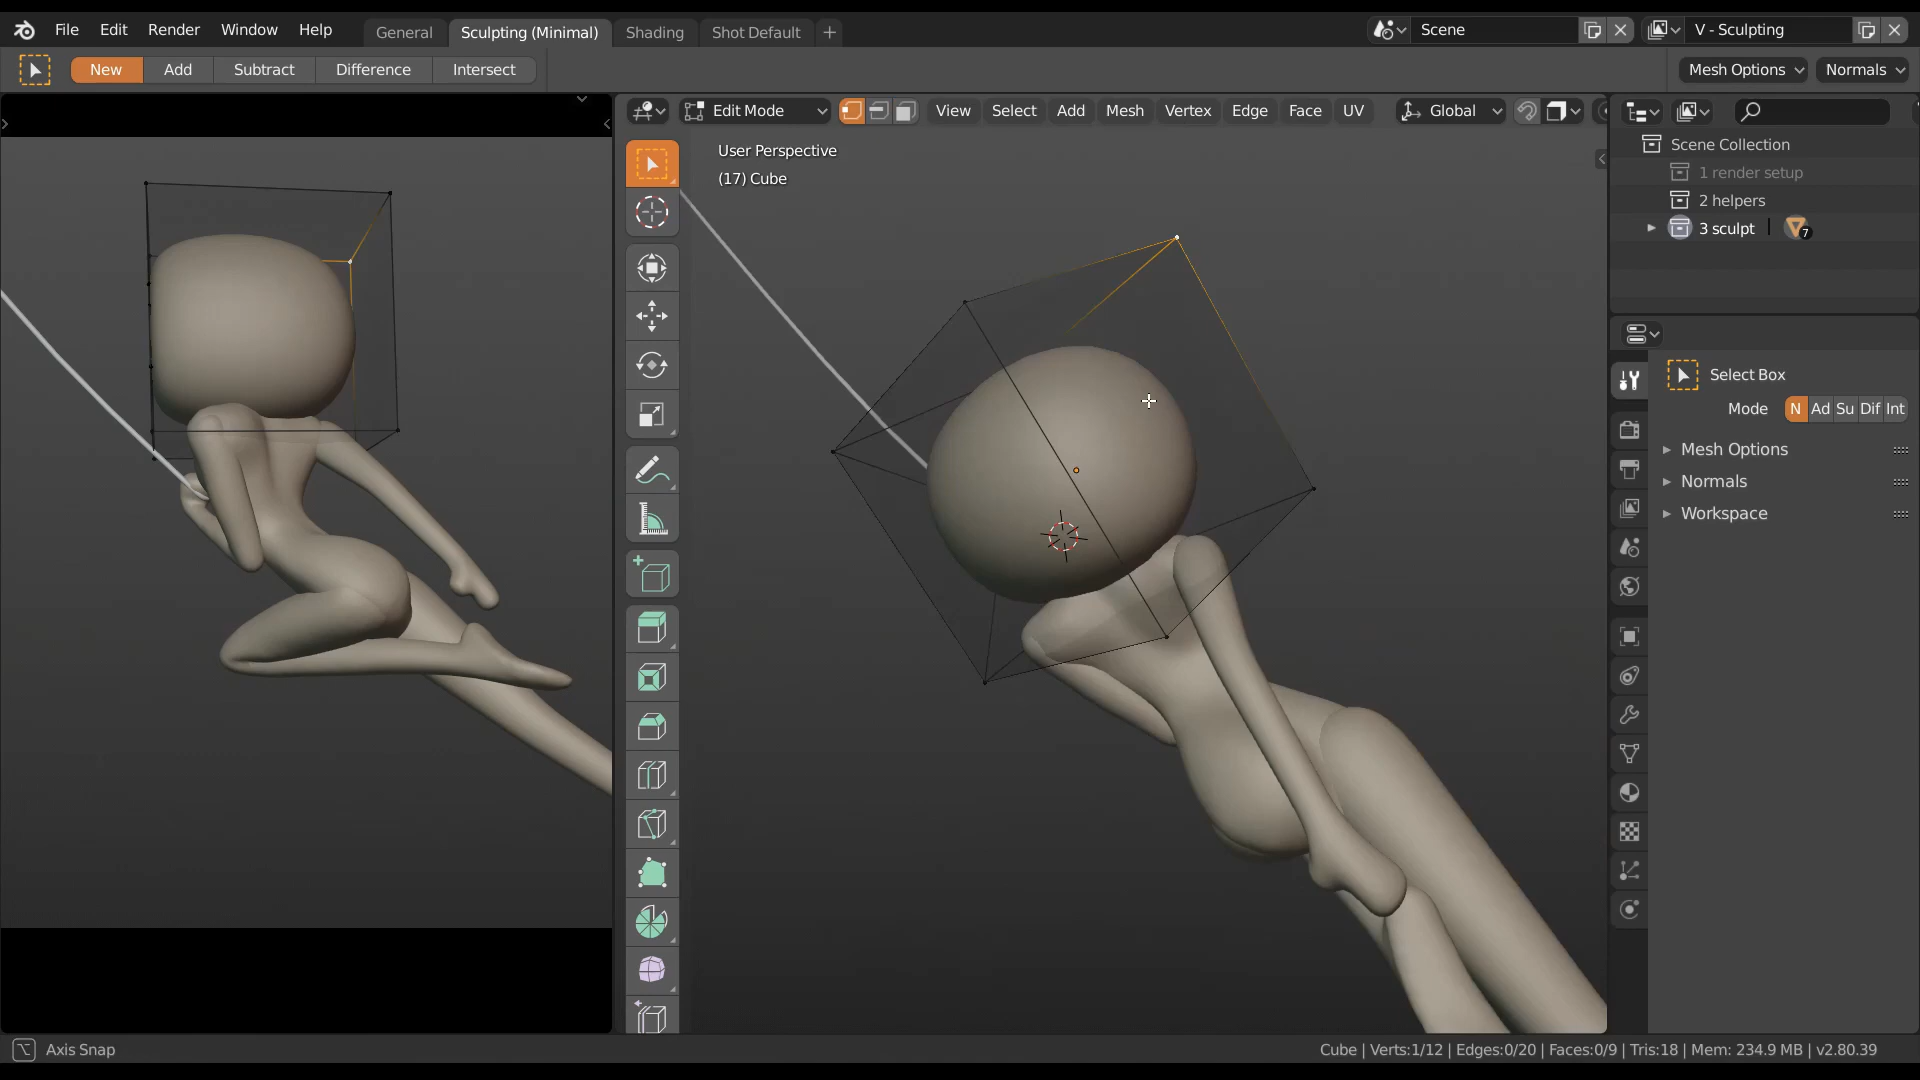 File Edit Render Window Help General Sculpting (Minimal) Shading Shot Default + Scene V - Sculpting
New Add Subtract Difference Intersect Mesh Options Normals
Edit Mode View Select Add Mesh Vertex Edge Face UV Global
User Perspective
(17) Cube
Scene Collection
1 render setup
2 helpers
3 sculpt 7
Select Box
Mode N Ad Su Dif Int
Mesh Options
Normals
Workspace
Axis Snap Cube | Verts:1/12 | Edges:0/20 | Faces:0/9 | Tris:18 | Mem: 234.9 MB | v2.80.39